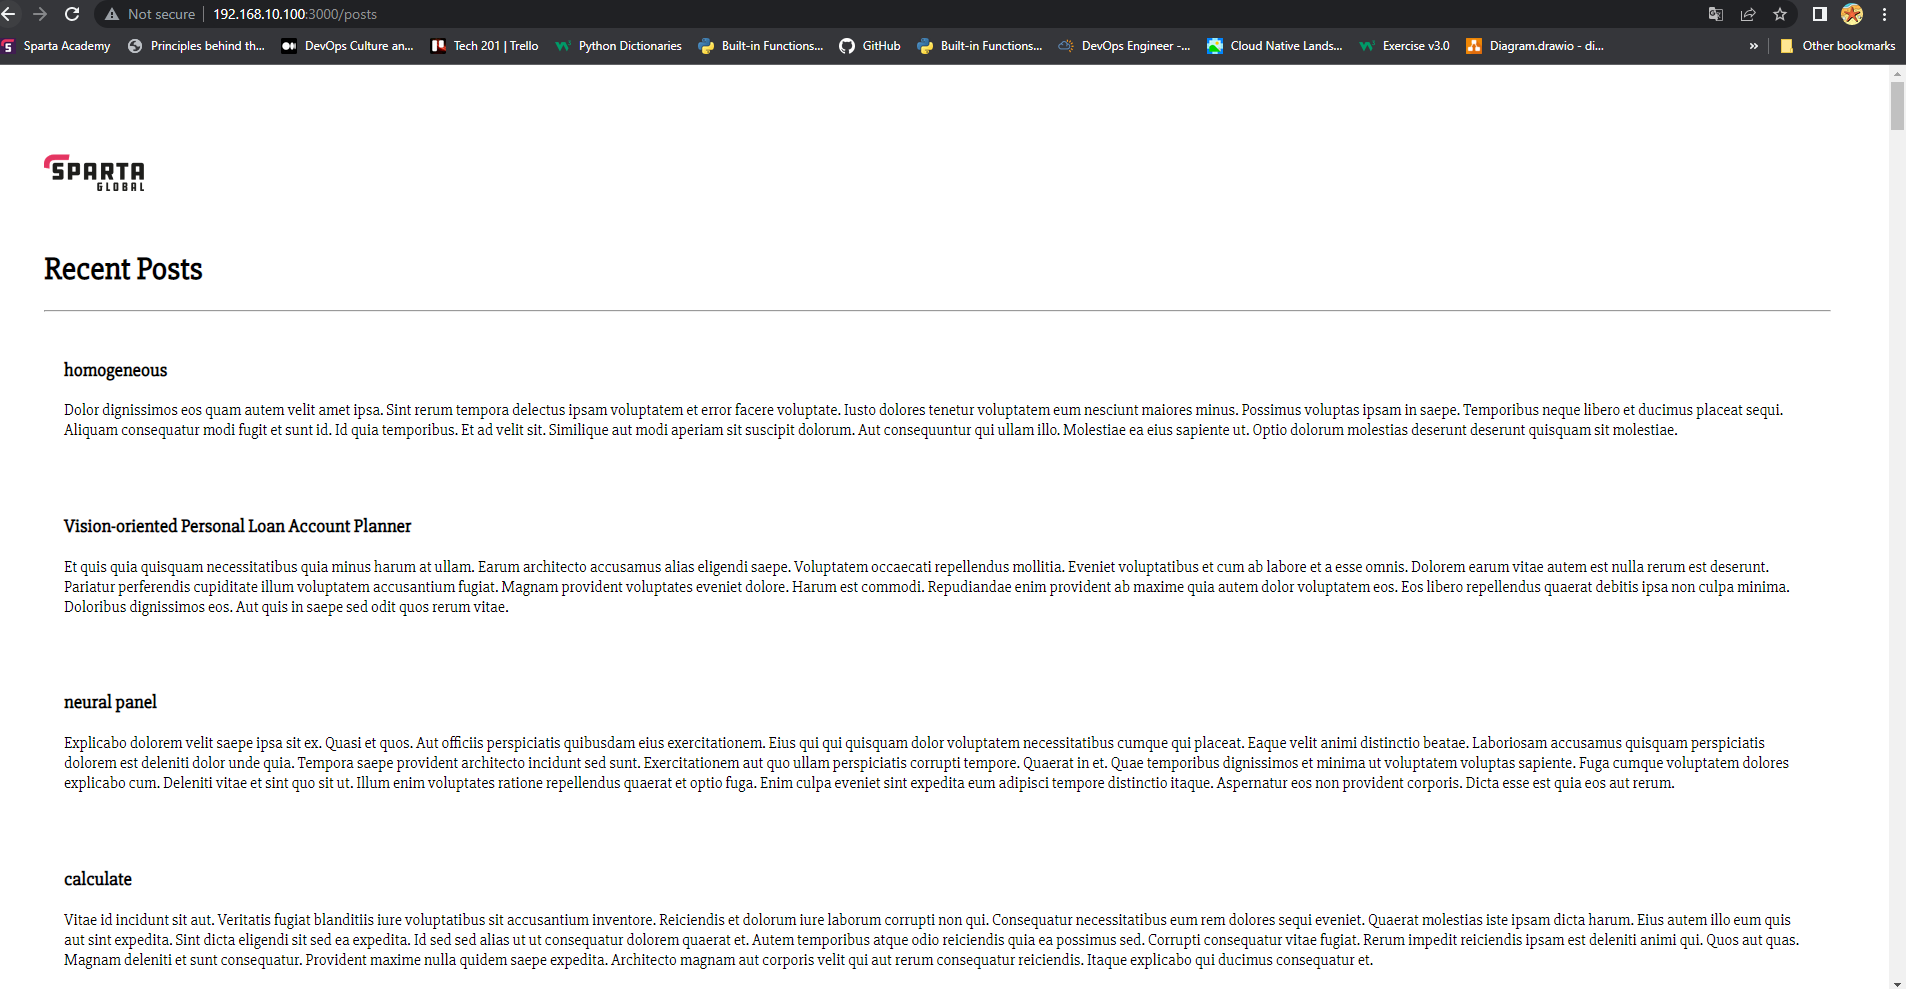 Not secure 192.168.10.100:3000/posts
Sparta Academy Principles behind th... DevOps Culture an... Tech 201 | Trello Python Dictionaries Built-in Functions... GitHub Built-in Functions... DevOps Engineer -... Cloud Native Lands... Exercise v3.0 Diagram.drawio - di... » Other bookmarks
SPARTA
GLOBAL
Recent Posts
homogeneous
Dolor dignissimos eos quam autem velit amet ipsa. Sint rerum tempora delectus ipsam voluptatem et error facere voluptate. Iusto dolores tenetur voluptatem eum nesciunt maiores minus. Possimus voluptas ipsam in saepe. Temporibus neque libero et ducimus placeat sequi.
Aliquam consequatur modi fugit et sunt id. Id quia temporibus. Et ad velit sit. Similique aut modi aperiam sit suscipit dolorum. Aut consequuntur qui ullam illo. Molestiae ea eius sapiente ut. Optio dolorum molestias deserunt deserunt quisquam sit molestiae.
Vision-oriented Personal Loan Account Planner
Et quis quia quisquam necessitatibus quia minus harum at ullam. Earum architecto accusamus alias eligendi saepe. Voluptatem occaecati repellendus mollitia. Eveniet voluptatibus et cum ab labore et a esse omnis. Dolorem earum vitae autem est nulla rerum est deserunt.
Pariatur perferendis cupiditate illum voluptatem accusantium fugiat. Magnam provident voluptates eveniet dolore. Harum est commodi. Repudiandae enim provident ab maxime quia autem dolor voluptatem eos. Eos libero repellendus quaerat debitis ipsa non culpa minima.
Doloribus dignissimos eos. Aut quis in saepe sed odit quos rerum vitae.
neural panel
Explicabo dolorem velit saepe ipsa sit ex. Quasi et quos. Aut officiis perspiciatis quibusdam eius exercitationem. Eius qui qui quisquam dolor voluptatem necessitatibus cumque qui placeat. Eaque velit animi distinctio beatae. Laboriosam accusamus quisquam perspiciatis
dolorem est deleniti dolor unde quia. Tempora saepe provident architecto incidunt sed sunt. Exercitationem aut quo ullam perspiciatis corrupti tempore. Quaerat in et. Quae temporibus dignissimos et minima ut voluptatem voluptas sapiente. Fuga cumque voluptatem dolores
explicabo cum. Deleniti vitae et sint quo sit ut. Illum enim voluptates ratione repellendus quaerat et optio fuga. Enim culpa eveniet sint expedita eum adipisci tempore distinctio itaque. Aspernatur eos non provident corporis. Dicta esse est quia eos aut rerum.
calculate
Vitae id incidunt sit aut. Veritatis fugiat blanditiis iure voluptatibus sit accusantium inventore. Reiciendis et dolorum iure laborum corrupti non qui. Consequatur necessitatibus eum rem dolores sequi eveniet. Quaerat molestias iste ipsam dicta harum. Eius autem illo eum quis
aut sint expedita. Sint dicta eligendi sit sed ea expedita. Id sed sed alias ut ut consequatur dolorem quaerat et. Autem temporibus atque odio reiciendis quia ea possimus sed. Corrupti consequatur vitae fugiat. Rerum impedit reiciendis ipsam est deleniti animi qui. Quos aut quas.
Magnam deleniti et sunt consequatur. Provident maxime nulla quidem saepe expedita. Architecto magnam aut corporis velit qui aut rerum consequatur reiciendis. Itaque explicabo qui ducimus consequatur et.